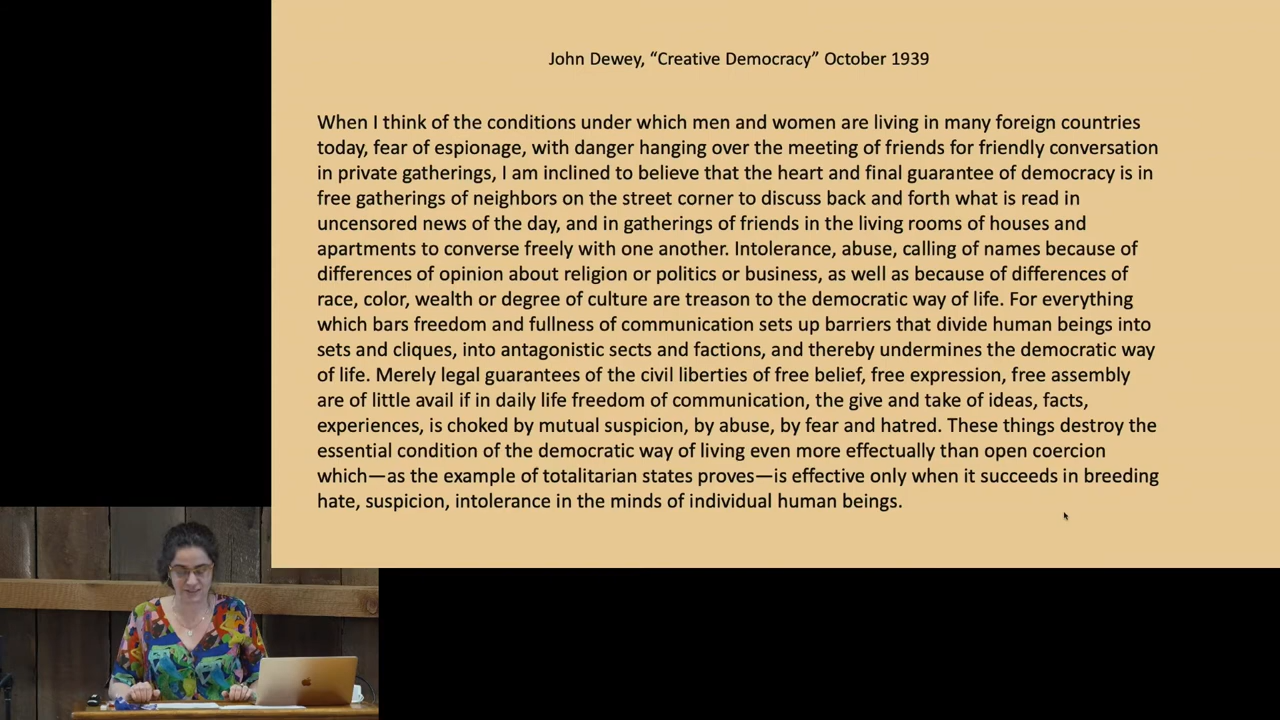 John Dewey, “Creative Democracy” October 1939
When I think of the conditions under which men and women are living in many foreign countries
today, fear of espionage, with danger hanging over the meeting of friends for friendly conversation
in private gatherings, I am inclined to believe that the heart and final guarantee of democracy is in
free gatherings of neighbors on the street corner to discuss back and forth what is read in
uncensored news of the day, and in gatherings of friends in the living rooms of houses and
apartments to converse freely with one another. Intolerance, abuse, calling of names because of
differences of opinion about religion or politics or business, as well as because of differences of
race, color, wealth or degree of culture are treason to the democratic way of life. For everything
which bars freedom and fullness of communication sets up barriers that divide human beings into
sets and cliques, into antagonistic sects and factions, and thereby undermines the democratic way
of life. Merely legal guarantees of the civil liberties of free belief, free expression, free assembly
are of little avail if in daily life freedom of communication, the give and take of ideas, facts,
experiences, is choked by mutual suspicion, by abuse, by fear and hatred. These things destroy the
essential condition of the democratic way of living even more effectually than open coercion
which—as the example of totalitarian states proves—is effective only when it succeeds in breeding
hate, suspicion, intolerance in the minds of individual human beings.